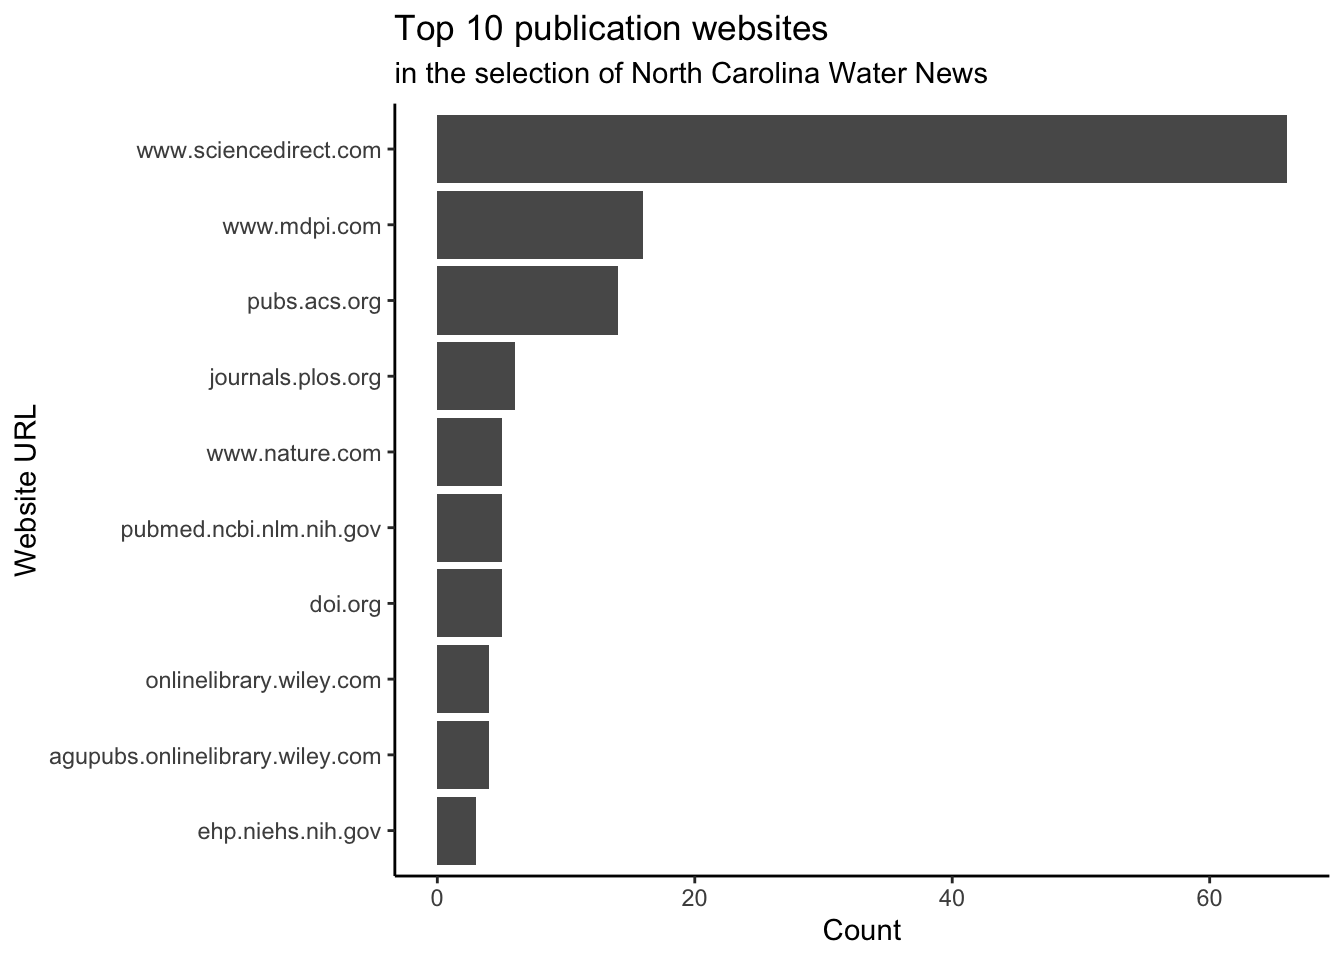 Top 10 publication websites
in the selection of North Carolina Water News
Website URL
www.sciencedirect.com
www.mdpi.com
pubs.acs.org
journals.plos.org
www.nature.com
pubmed.ncbi.nlm.nih.gov
doi.org
onlinelibrary.wiley.com
agupubs.onlinelibrary.wiley.com
ehp.niehs.nih.gov
0 20 40 60
Count